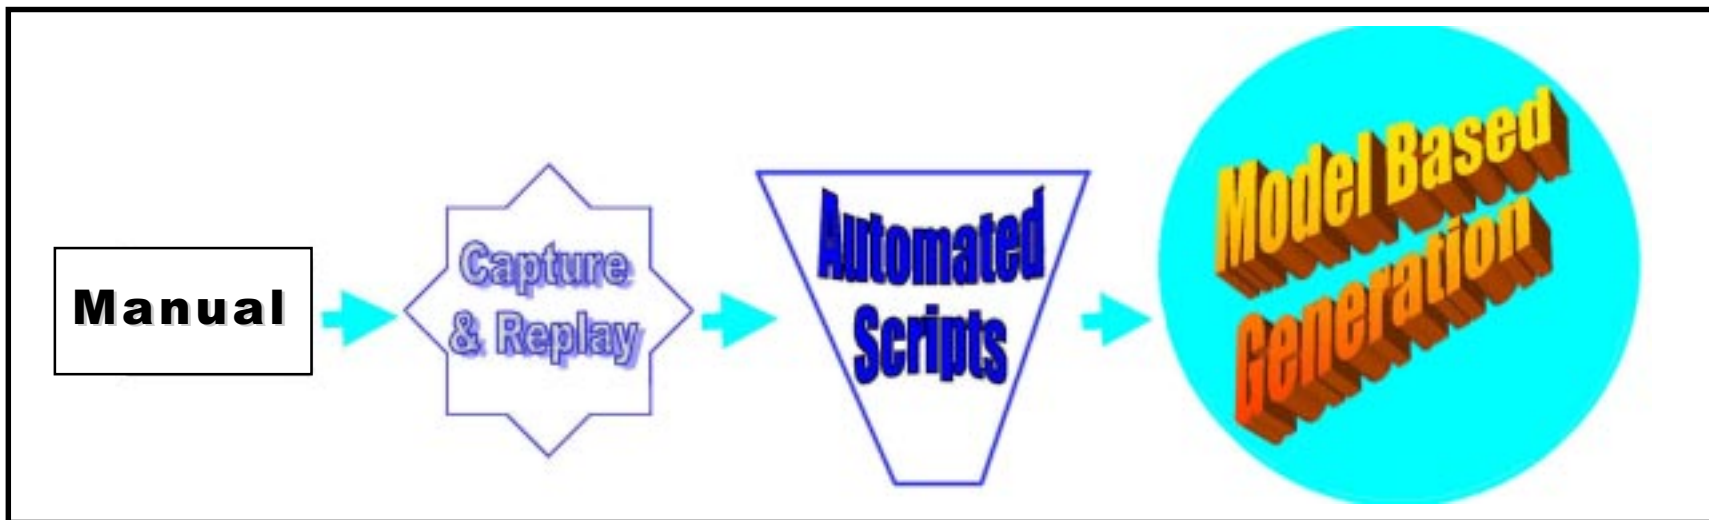 Manual
Capture
& Replay
Automated
Scripts
Model Based
Generation